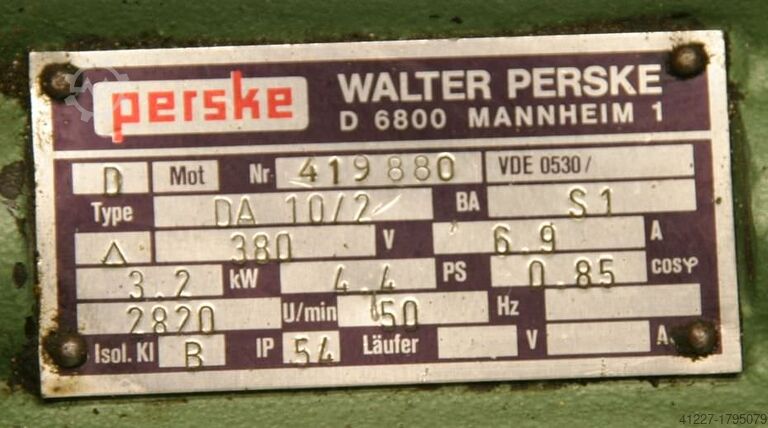 perske WALTER PERSKE
D 6800 MANNHEIM 1
D Mot Nr 419 880 VDE 0530/
Type DA 10/2 BA S1
Λ 380 V 6.9 A
3.2 kW 4.4 PS 0.85 cosφ
2820 U/min 50 Hz
Isol. Kl B IP 54 Läufer V A
41227-1795079